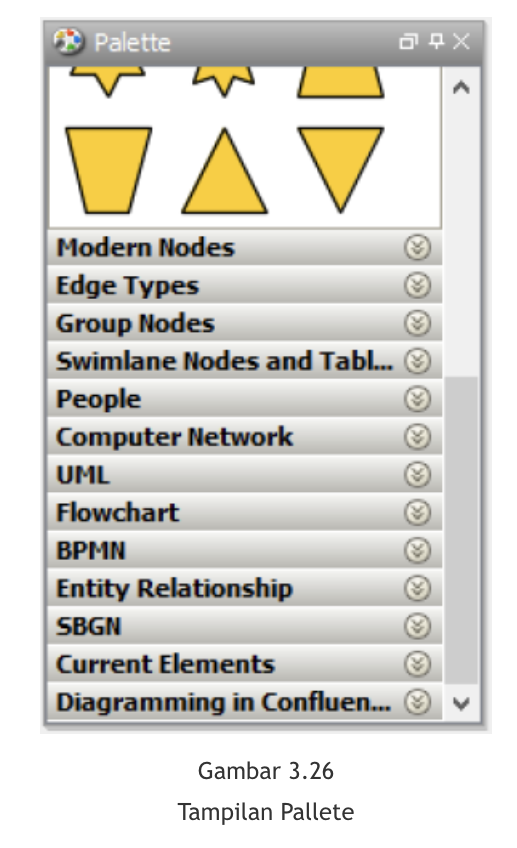 Palette
Modern Nodes
Edge Types
Group Nodes
Swimlane Nodes and Tabl...
People
Computer Network
UML
Flowchart
BPMN
Entity Relationship
SBGN
Current Elements
Diagramming in Confluen...
Gambar 3.26
Tampilan Pallete